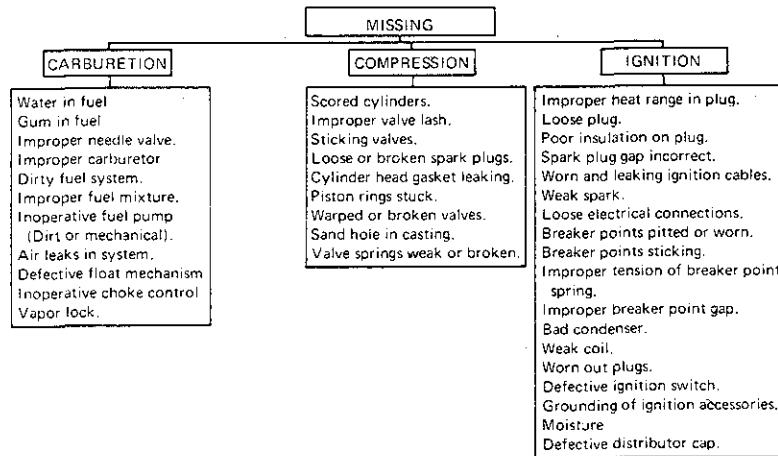 MISSING
CARBURETION
Water in fuel
Gum in fuel
Improper needle valve.
Improper carburetor
Dirty fuel system.
Improper fuel mixture.
Inoperative fuel pump
(Dirt or mechanical).
Air leaks in system.
Defective float mechanism
Inoperative choke control
Vapor lock.
COMPRESSION
Scored cylinders.
Improper valve lash.
Sticking valves.
Loose or broken spark plugs.
Cylinder head gasket leaking.
Piston rings stuck.
Warped or broken valves.
Sand hole in casting.
Valve springs weak or broken.
IGNITION
Improper heat range in plug.
Loose plug.
Poor insulation on plug.
Spark plug gap incorrect.
Worn and leaking ignition cables.
Weak spark.
Loose electrical connections.
Breaker points pitted or worn.
Breaker points sticking.
Improper tension of breaker point
spring.
Improper breaker point gap.
Bad condenser.
Weak coil.
Worn out plugs.
Defective ignition switch.
Grounding of ignition accessories.
Moisture
Defective distributor cap.